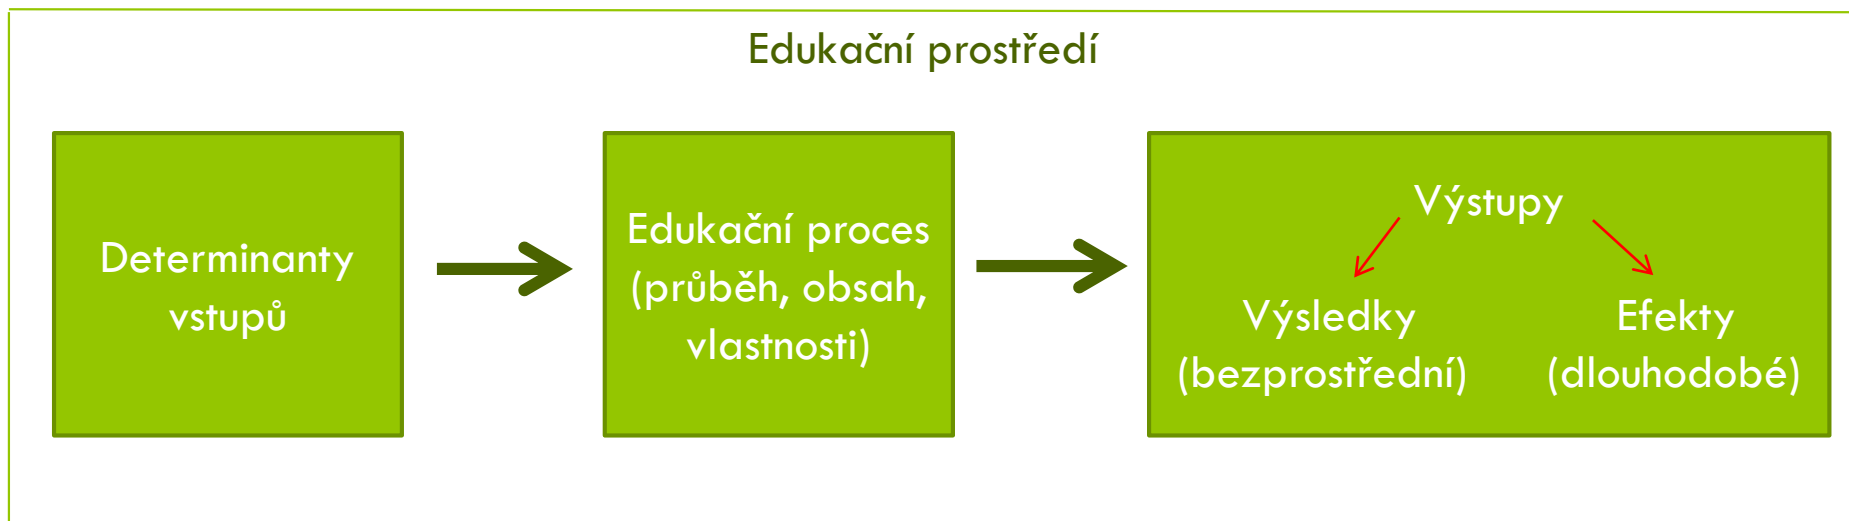 Edukační prostředí
Determinanty
vstupů
Edukační proces
(průběh, obsah,
vlastnosti)
Výstupy
Výsledky
(bezprostřední)
Efekty
(dlouhodobé)